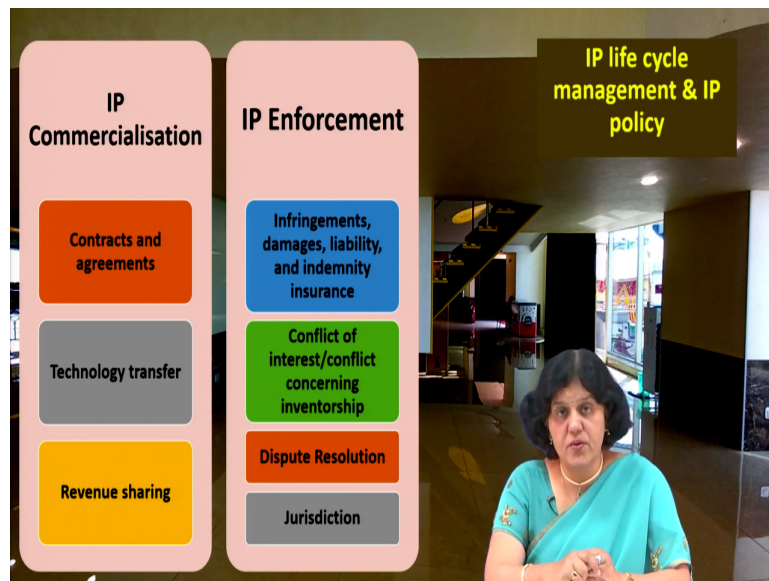 IP
Commercialisation
Contracts and
agreements
Technology transfer
Revenue sharing
IP Enforcement
Infringements,
damages, liability,
and indemnity
insurance
Conflict of
interest/conflict
concerning
inventorship
Dispute Resolution
Jurisdiction
IP life cycle
management & IP
policy